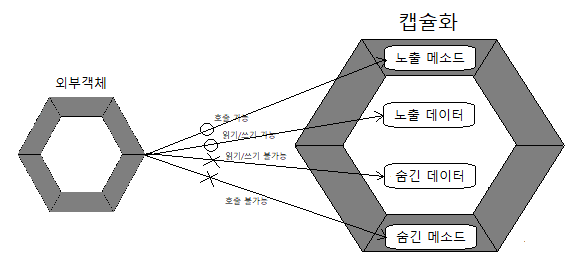 캡슐화
외부객체
노출 메소드
호출 가능
노출 데이터
읽기/쓰기 가능
읽기/쓰기 불가능
숨긴 데이터
호출 불가능
숨긴 메소드